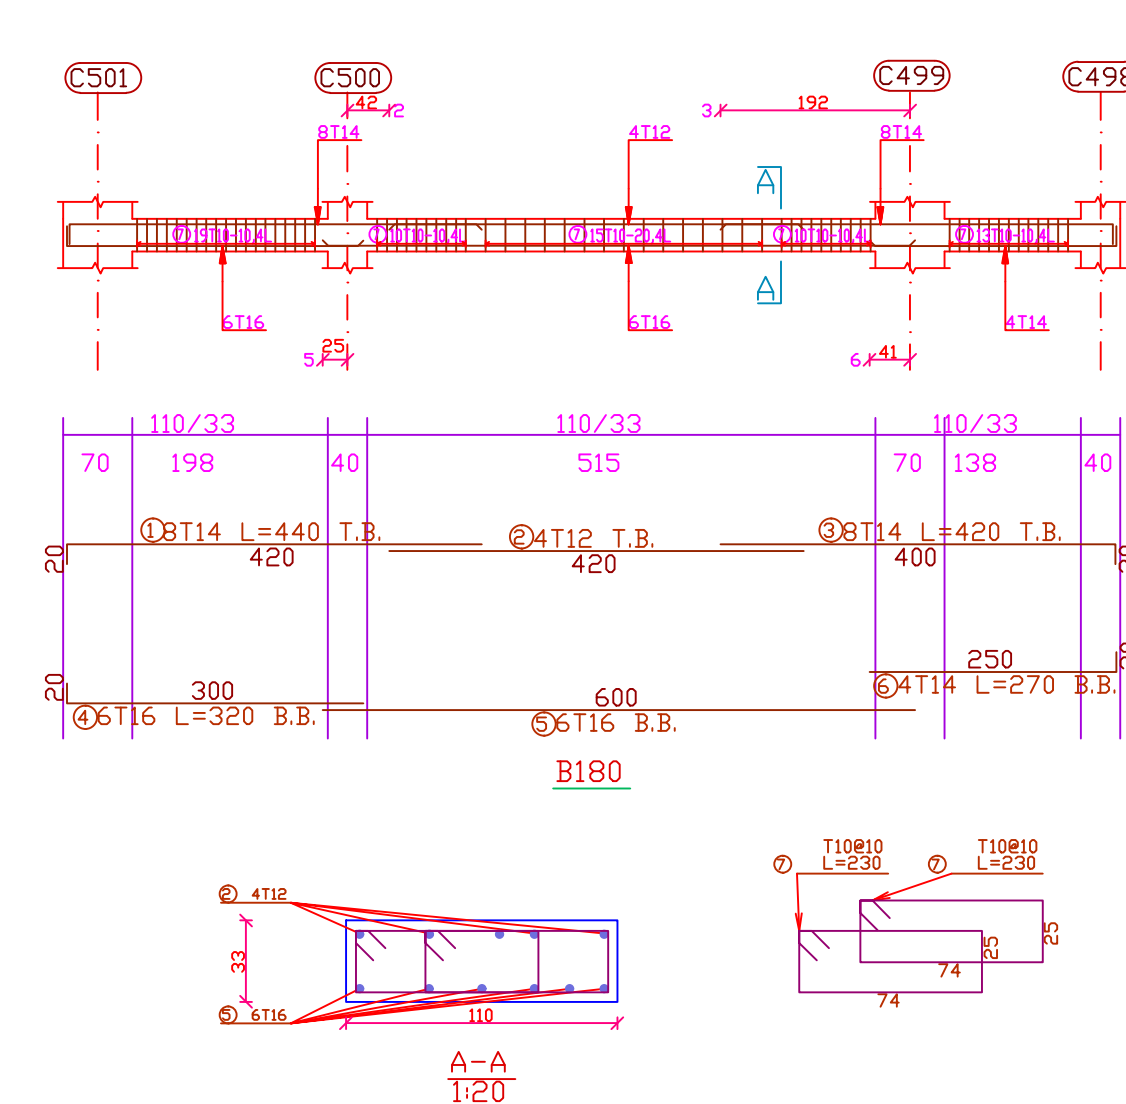 C501 C500 C499 C498
42 2 3 192
8T14 4T12 8T14
A
⑦19T10-10,4L ⑦10T10-10,4L ⑦15T10-20,4L ⑦10T10-10,4L ⑦13T10-10,4L
A
6T16 6T16 4T14
5 25 6 41
110/33 110/33 110/33
70 198 40 515 70 138 40
①8T14 L=440 T.B. ②4T12 T.B. ③8T14 L=420 T.B.
20 420 420 400 20
20 300 600 250 20
④6T16 L=320 B.B. ⑤6T16 B.B. ⑥4T14 L=270 B.B.
B180
T10@10 T10@10
⑦ L=230 ⑦ L=230
② 4T12
33
25 25
74
74
⑤ 6T16
110
A-A
1:20